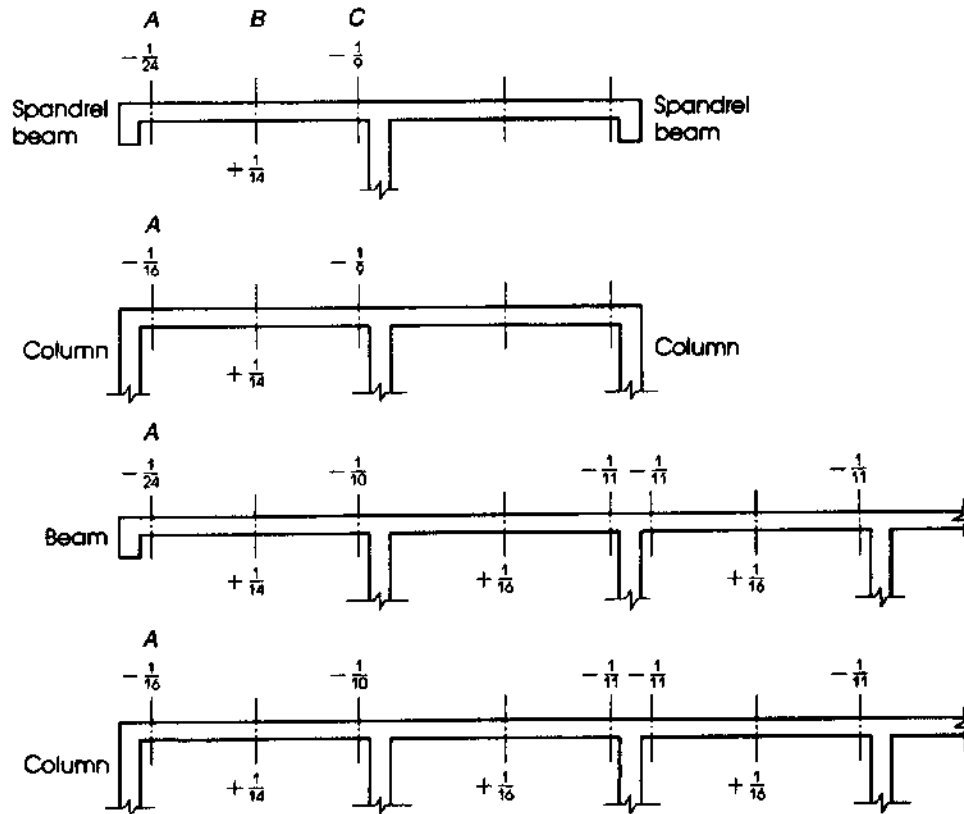 A B C
− 1/24 − 1/9
Spandrel beam
Spandrel beam
+ 1/14
A
− 1/16 − 1/9
Column
Column
+ 1/14
A
− 1/24 − 1/10 − 1/11 − 1/11 − 1/11
Beam
+ 1/14 + 1/16 + 1/16
A
− 1/16 − 1/10 − 1/11 − 1/11 − 1/11
Column
+ 1/14 + 1/16 + 1/16